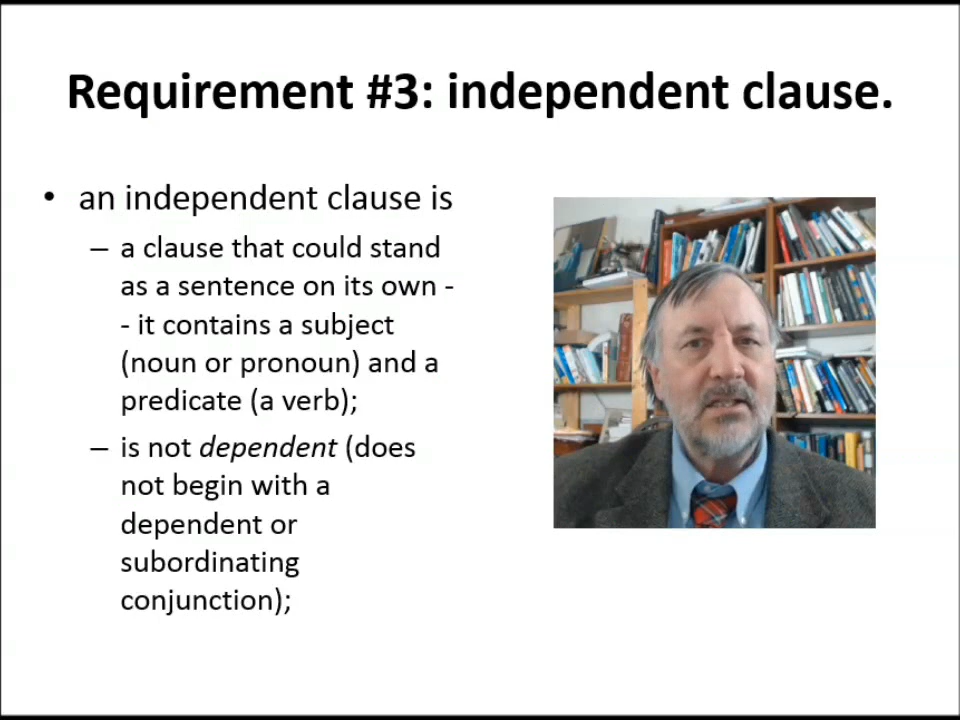 Requirement #3: independent clause.
• an independent clause is
– a clause that could stand
as a sentence on its own -
- it contains a subject
(noun or pronoun) and a
predicate (a verb);
– is not dependent (does
not begin with a
dependent or
subordinating
conjunction);